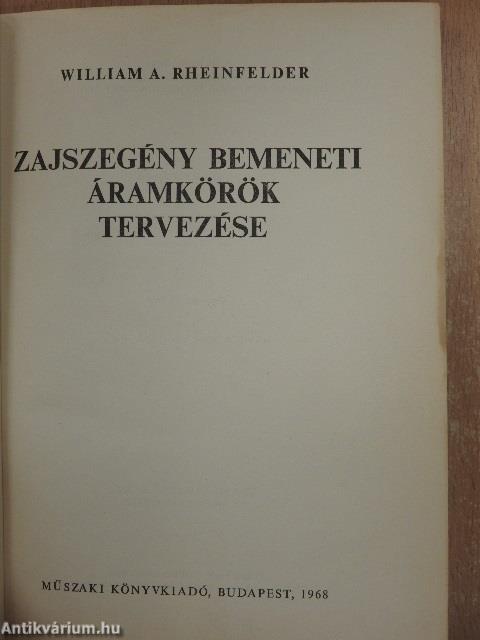 WILLIAM A. RHEINFELDER
ZAJSZEGÉNY BEMENETI
ÁRAMKÖRÖK
TERVEZÉSE
MŰSZAKI KÖNYVKIADÓ, BUDAPEST, 1968
Antikvárium.hu